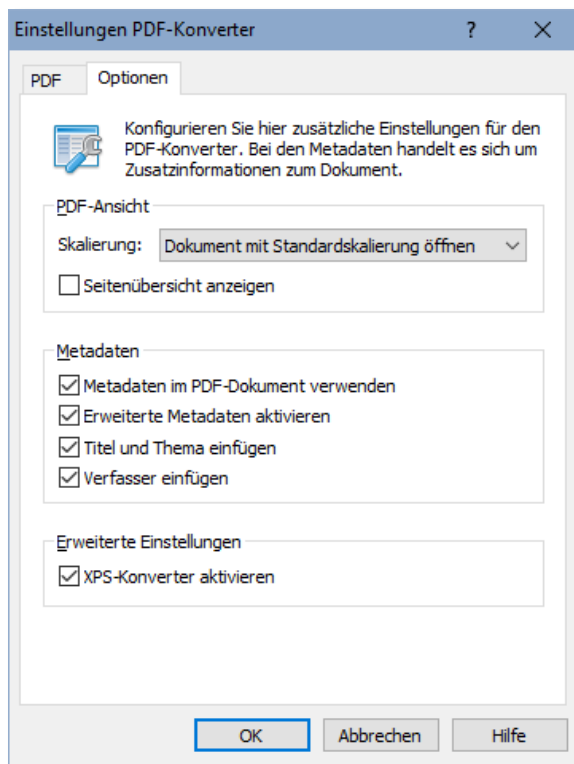 Einstellungen PDF-Konverter ?
PDF Optionen
Konfigurieren Sie hier zusätzliche Einstellungen für den
PDF-Konverter. Bei den Metadaten handelt es sich um
Zusatzinformationen zum Dokument.
PDF-Ansicht
Skalierung: Dokument mit Standardskalierung öffnen
Seitenübersicht anzeigen
Metadaten
Metadaten im PDF-Dokument verwenden
Erweiterte Metadaten aktivieren
Titel und Thema einfügen
Verfasser einfügen
Erweiterte Einstellungen
XPS-Konverter aktivieren
OK Abbrechen Hilfe